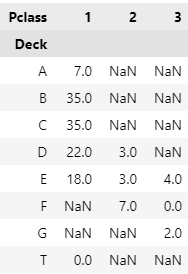 Pclass 1 2 3
Deck
A 7.0 NaN NaN
B 35.0 NaN NaN
C 35.0 NaN NaN
D 22.0 3.0 NaN
E 18.0 3.0 4.0
F NaN 7.0 0.0
G NaN NaN 2.0
T 0.0 NaN NaN